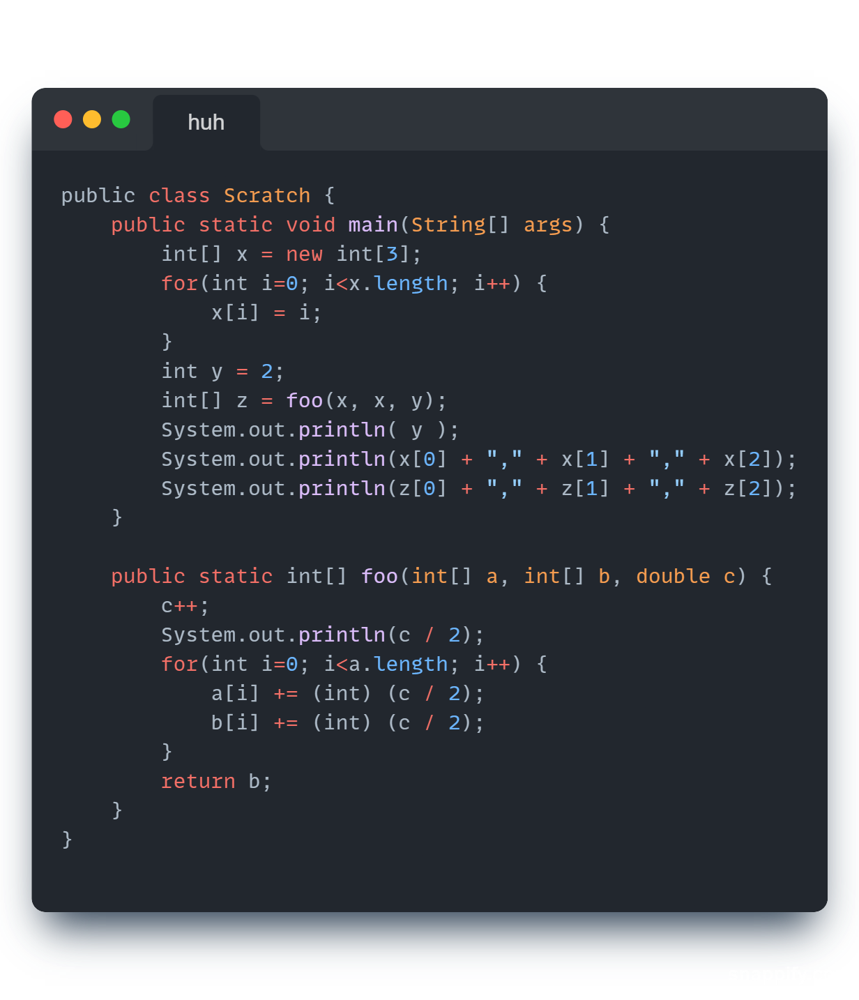 huh
public class Scratch {
    public static void main(String[] args) {
        int[] x = new int[3];
        for(int i=0; i<x.length; i++) {
            x[i] = i;
        }
        int y = 2;
        int[] z = foo(x, x, y);
        System.out.println( y );
        System.out.println(x[0] + "," + x[1] + "," + x[2]);
        System.out.println(z[0] + "," + z[1] + "," + z[2]);
    }

    public static int[] foo(int[] a, int[] b, double c) {
        c++;
        System.out.println(c / 2);
        for(int i=0; i<a.length; i++) {
            a[i] += (int) (c / 2);
            b[i] += (int) (c / 2);
        }
        return b;
    }
}